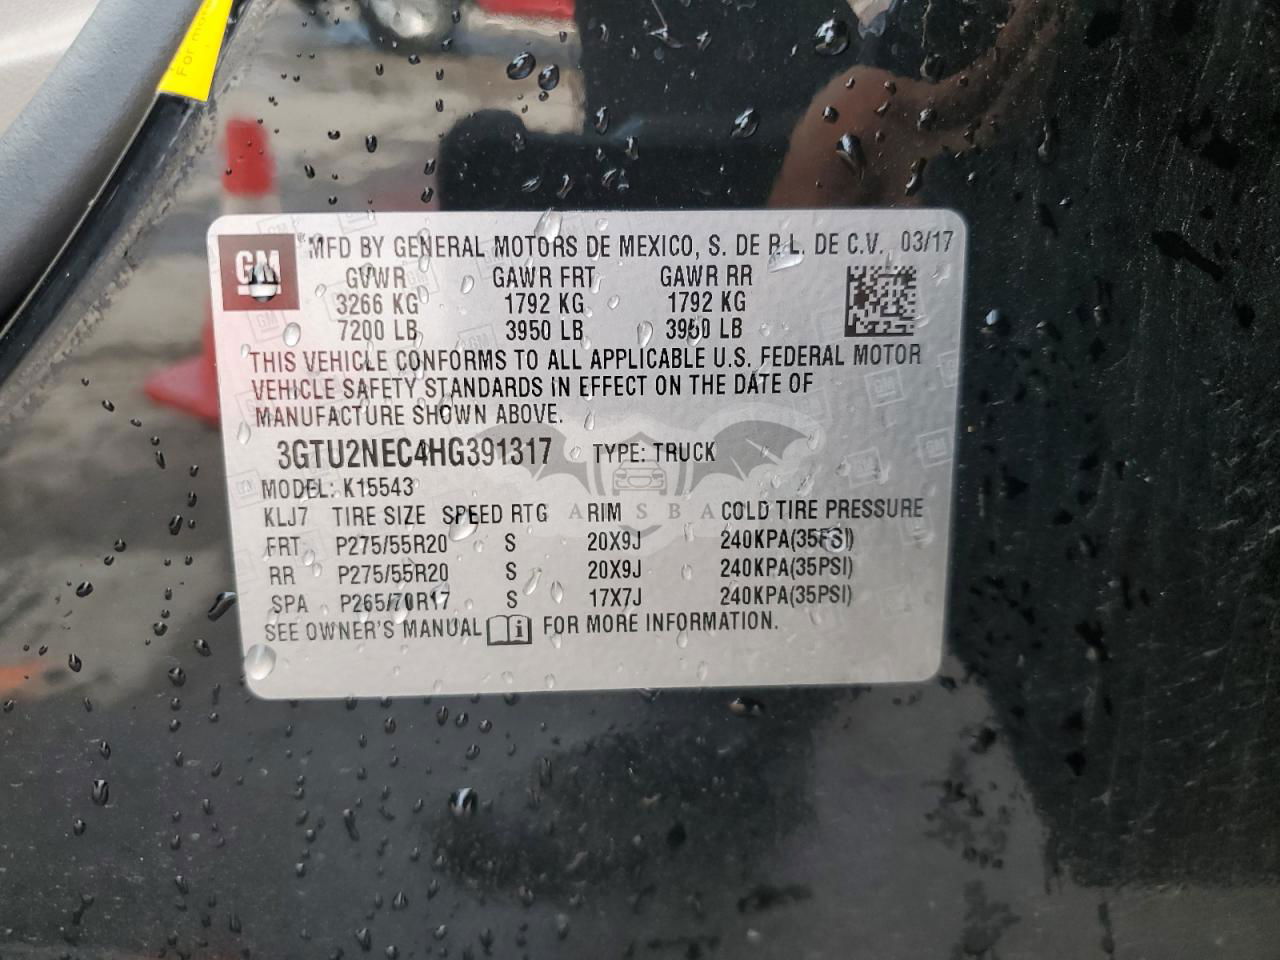 For more
GM
® MFD BY GENERAL MOTORS DE MEXICO, S. DE R.L. DE C.V. 03/17
GVWR GAWR FRT GAWR RR
3266 KG 1792 KG 1792 KG
7200 LB 3950 LB 3950 LB
THIS VEHICLE CONFORMS TO ALL APPLICABLE U.S. FEDERAL MOTOR
VEHICLE SAFETY STANDARDS IN EFFECT ON THE DATE OF
MANUFACTURE SHOWN ABOVE.
3GTU2NEC4HG391317 TYPE: TRUCK
MODEL: K15543
KLJ7 TIRE SIZE SPEED RTG RIM COLD TIRE PRESSURE
FRT P275/55R20 S 20X9J 240KPA(35PSI)
RR P275/55R20 S 20X9J 240KPA(35PSI)
SPA P265/70R17 S 17X7J 240KPA(35PSI)
SEE OWNER'S MANUAL FOR MORE INFORMATION.